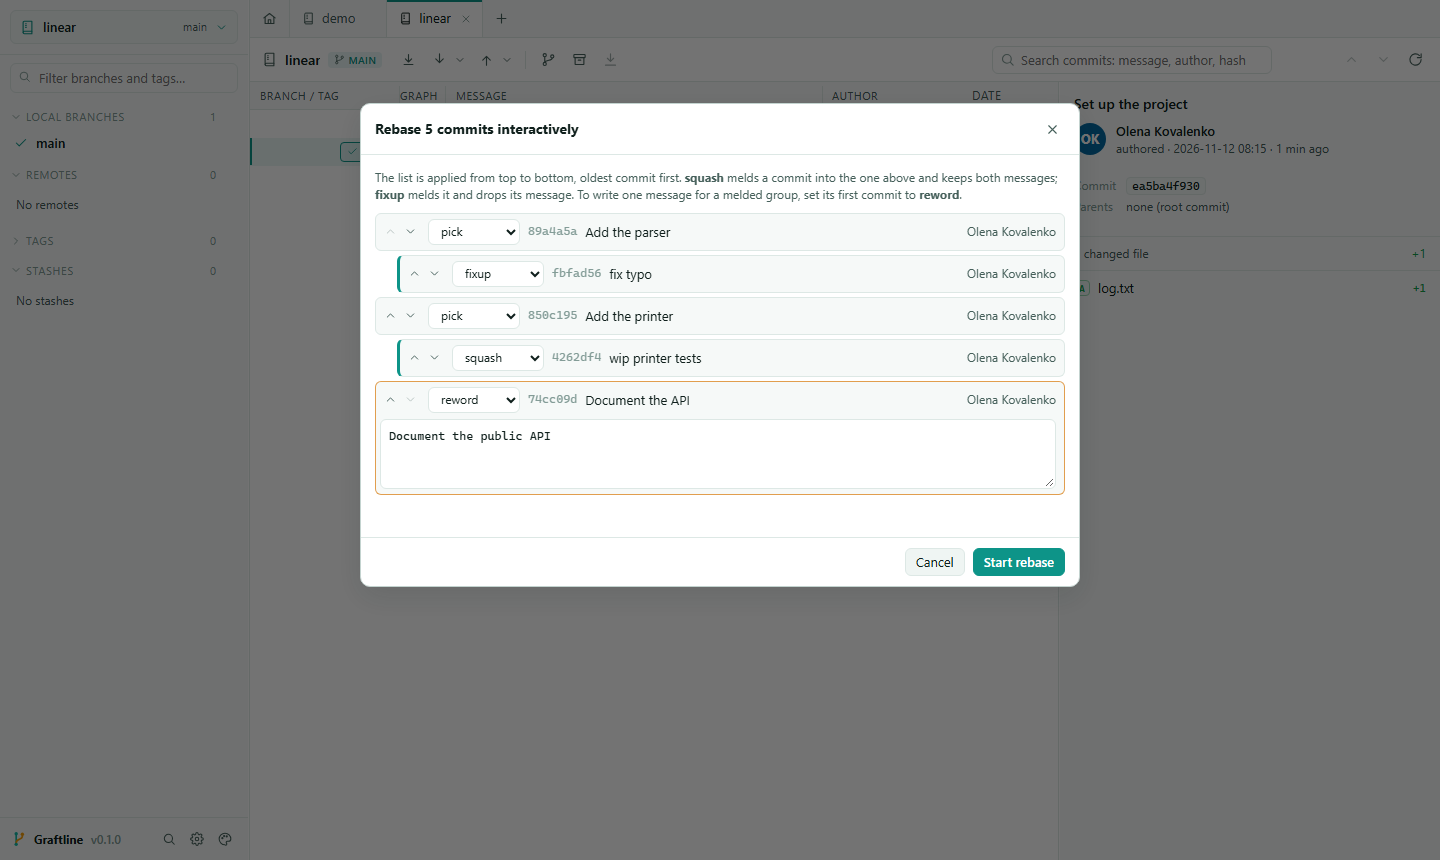 linear
main
demo
linear
linear
MAIN
Search commits: message, author, hash
Filter branches and tags...
BRANCH / TAG
GRAPH
MESSAGE
AUTHOR
DATE
LOCAL BRANCHES
1
main
REMOTES
0
No remotes
TAGS
0
STASHES
0
No stashes
Set up the project
OK
Olena Kovalenko
authored · 2026-11-12 08:15 · 1 min ago
ea5ba4f930
none (root commit)
changed file
+1
log.txt
+1
Rebase 5 commits interactively
The list is applied from top to bottom, oldest commit first. squash melds a commit into the one above and keeps both messages;
fixup melds it and drops its message. To write one message for a melded group, set its first commit to reword.
pick
89a4a5a
Add the parser
Olena Kovalenko
fixup
fbfad56
fix typo
Olena Kovalenko
pick
850c195
Add the printer
Olena Kovalenko
squash
4262df4
wip printer tests
Olena Kovalenko
reword
74cc09d
Document the API
Olena Kovalenko
Document the public API
Cancel
Start rebase
Graftline
v0.1.0